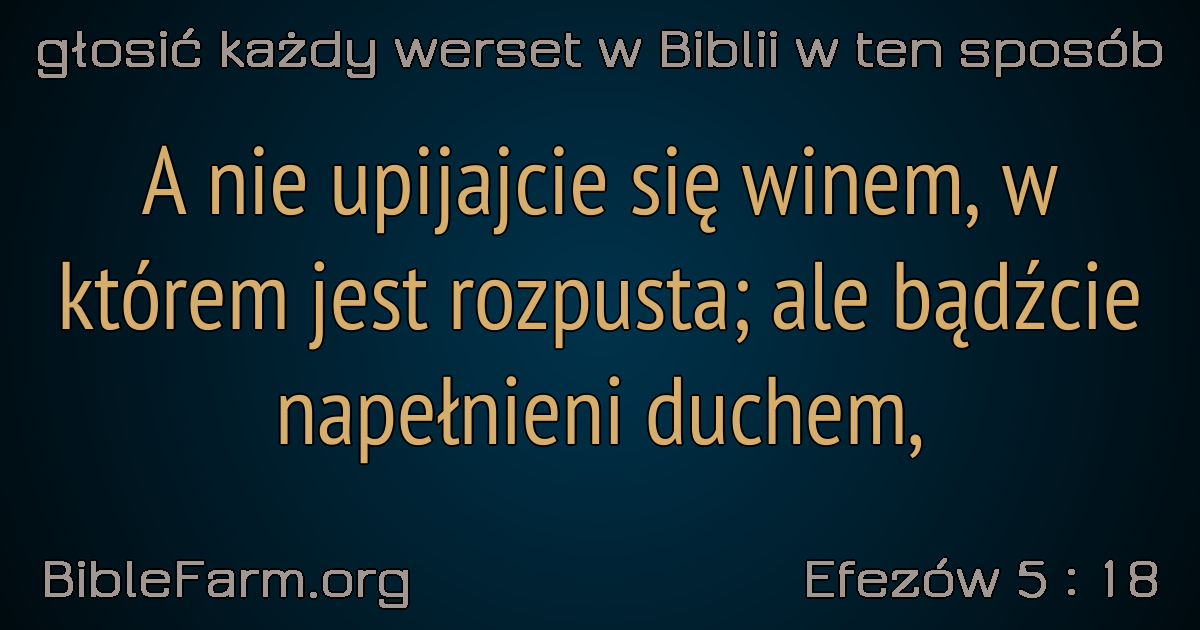 głosić każdy werset w Biblii w ten sposób
A nie upijajcie się winem, w
którem jest rozpusta; ale bądźcie
napełnieni duchem,
BibleFarm.org
Efezów 5 : 18